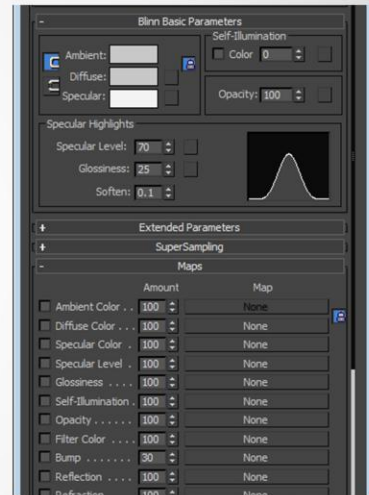 - Blinn Basic Parameters
Self-Illumination
Ambient:
Color 0
Diffuse:
Specular:
Opacity: 100
Specular Highlights
Specular Level: 70
Glossiness: 25
Soften: 0.1
+ Extended Parameters
+ SuperSampling
- Maps
Amount Map
Ambient Color . . 100 None
Diffuse Color . . . 100 None
Specular Color . 100 None
Specular Level . 100 None
Glossiness . . . . 100 None
Self-Illumination . 100 None
Opacity . . . . . . 100 None
Filter Color . . . . 100 None
Bump . . . . . . . 30 None
Reflection . . . . 100 None
Refraction . . . . 100 None